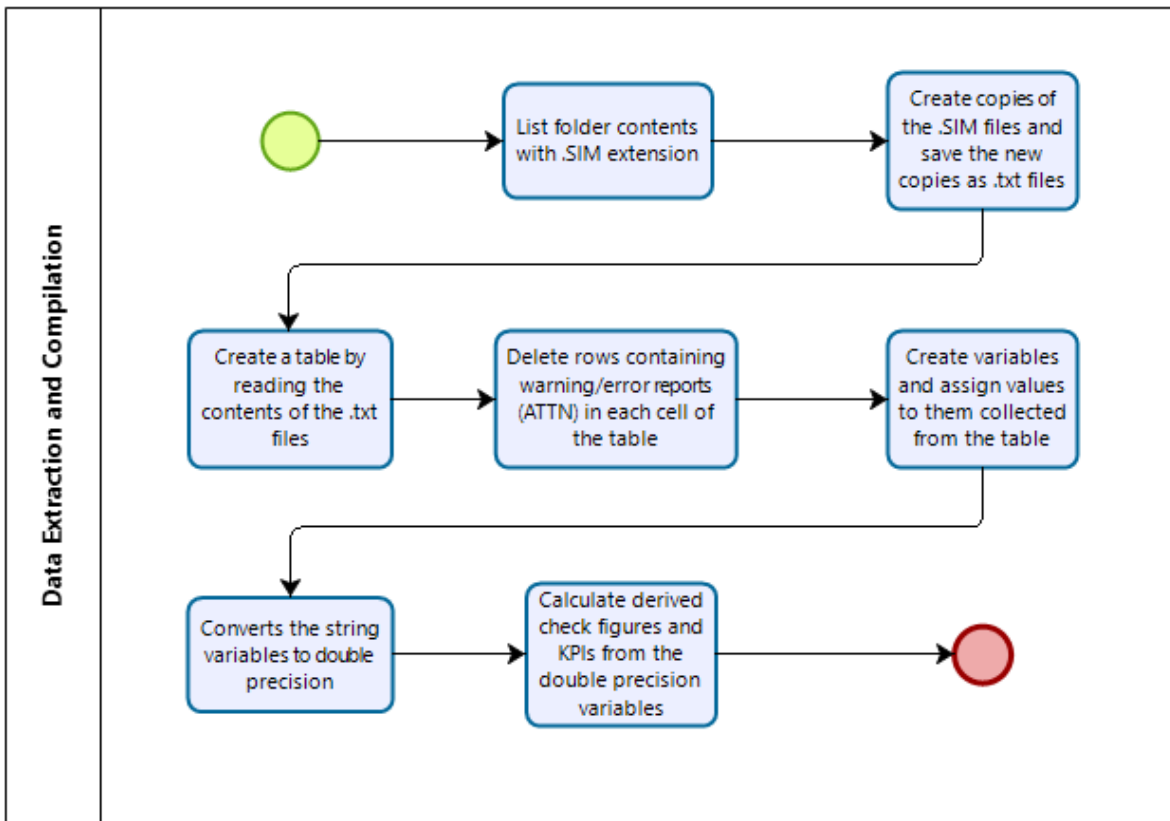 Data Extraction and Compilation
List folder contents
with .SIM extension
Create copies of
the .SIM files and
save the new
copies as .txt files
Create a table by
reading the
contents of the .txt
files
Delete rows containing
warning/error reports
(ATTN) in each cell of
the table
Create variables
and assign values
to them collected
from the table
Converts the string
variables to double
precision
Calculate derived
check figures and
KPIs from the
double precision
variables